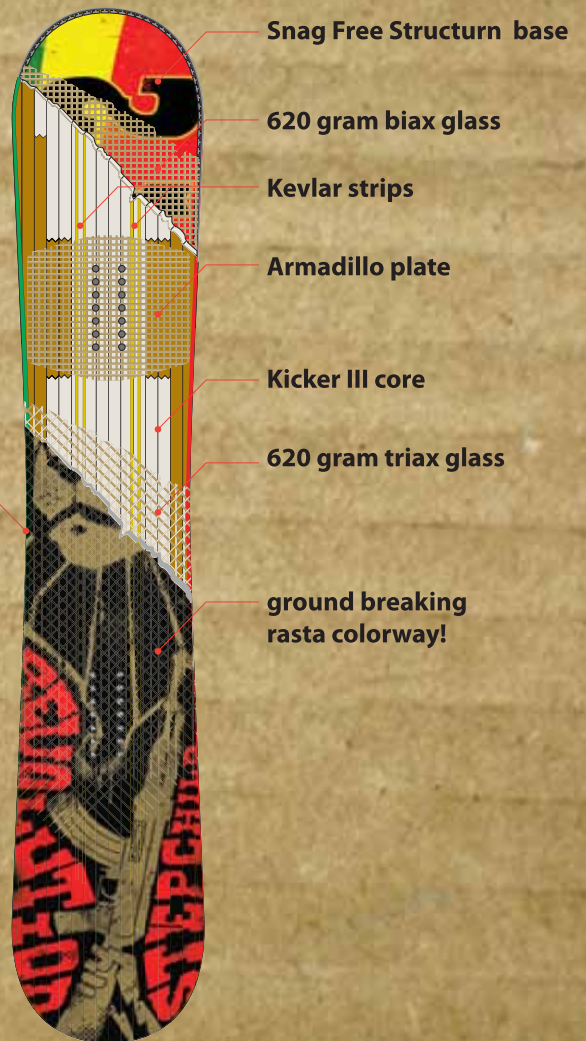 Snag Free Structurn base
620 gram biax glass
Kevlar strips
Armadillo plate
Kicker III core
620 gram triax glass
ground breaking
rasta colorway!
STEPCHILD